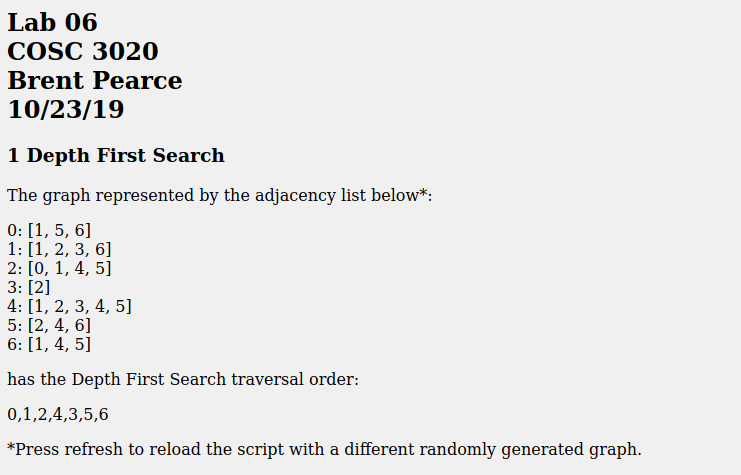 Lab 06
COSC 3020
Brent Pearce
10/23/19
1 Depth First Search
The graph represented by the adjacency list below*:
0: [1, 5, 6]
1: [1, 2, 3, 6]
2: [0, 1, 4, 5]
3: [2]
4: [1, 2, 3, 4, 5]
5: [2, 4, 6]
6: [1, 4, 5]
has the Depth First Search traversal order:
0,1,2,4,3,5,6
*Press refresh to reload the script with a different randomly generated graph.